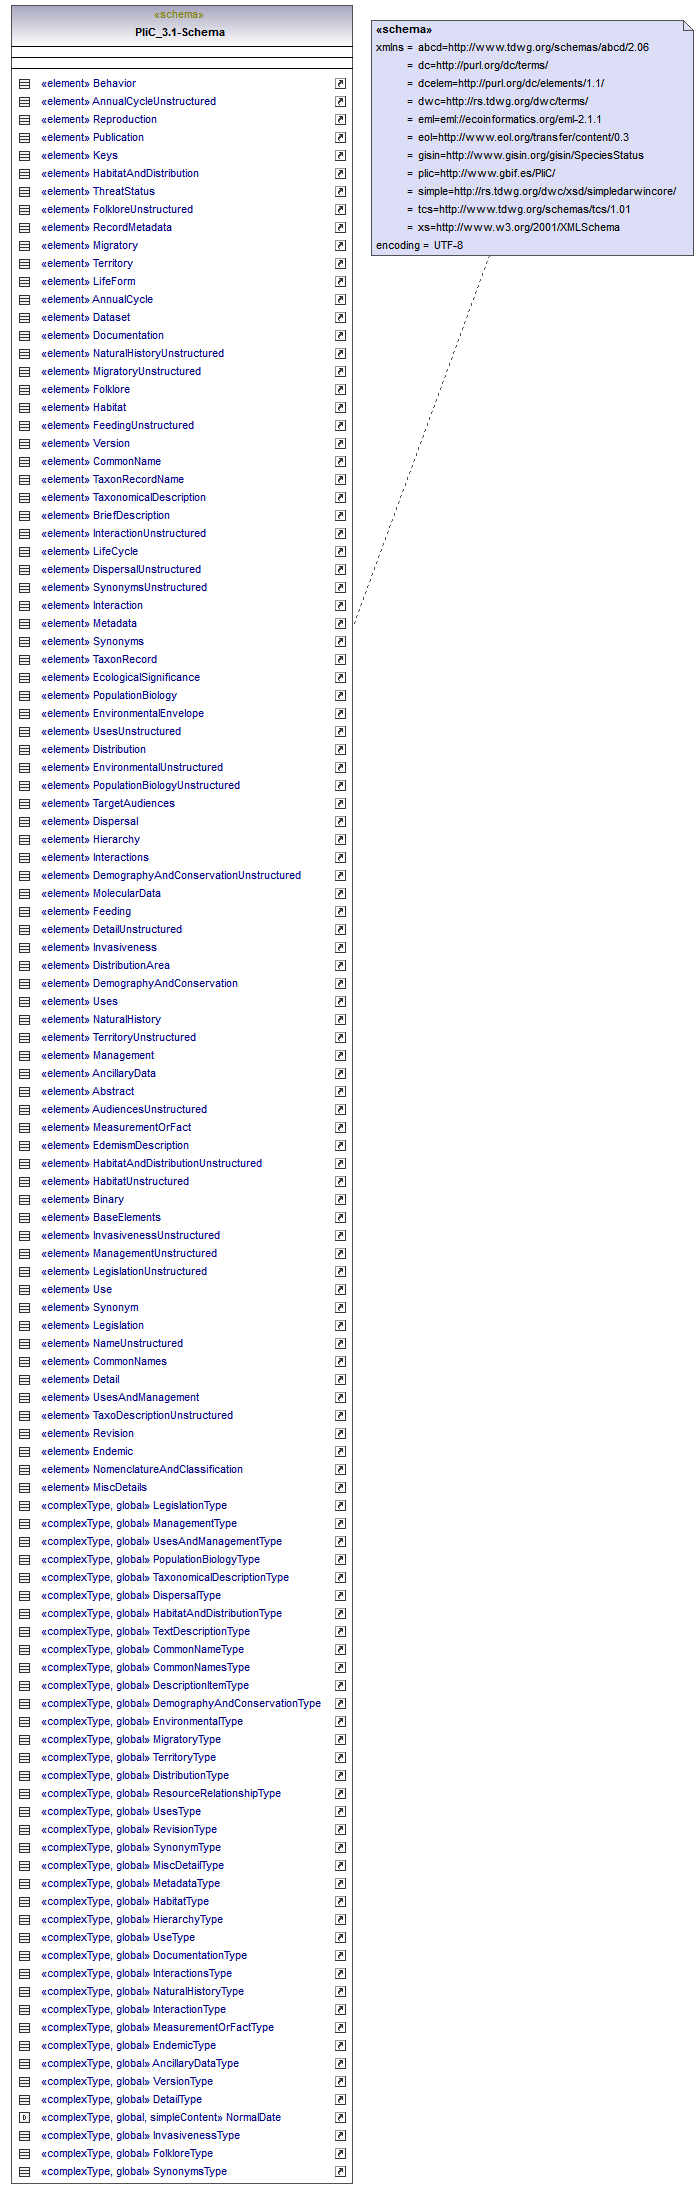 «schema»
PliC_3.1-Schema
«element» Behavior
«element» AnnualCycleUnstructured
«element» Reproduction
«element» Publication
«element» Keys
«element» HabitatAndDistribution
«element» ThreatStatus
«element» FolkloreUnstructured
«element» RecordMetadata
«element» Migratory
«element» Territory
«element» LifeForm
«element» AnnualCycle
«element» Dataset
«element» Documentation
«element» NaturalHistoryUnstructured
«element» MigratoryUnstructured
«element» Folklore
«element» Habitat
«element» FeedingUnstructured
«element» Version
«element» CommonName
«element» TaxonRecordName
«element» TaxonomicalDescription
«element» BriefDescription
«element» InteractionUnstructured
«element» LifeCycle
«element» DispersalUnstructured
«element» SynonymsUnstructured
«element» Interaction
«element» Metadata
«element» Synonyms
«element» TaxonRecord
«element» EcologicalSignificance
«element» PopulationBiology
«element» EnvironmentalEnvelope
«element» UsesUnstructured
«element» Distribution
«element» EnvironmentalUnstructured
«element» PopulationBiologyUnstructured
«element» TargetAudiences
«element» Dispersal
«element» Hierarchy
«element» Interactions
«element» DemographyAndConservationUnstructured
«element» MolecularData
«element» Feeding
«element» DetailUnstructured
«element» Invasiveness
«element» DistributionArea
«element» DemographyAndConservation
«element» Uses
«element» NaturalHistory
«element» TerritoryUnstructured
«element» Management
«element» AncillaryData
«element» Abstract
«element» AudiencesUnstructured
«element» MeasurementOrFact
«element» EdemismDescription
«element» HabitatAndDistributionUnstructured
«element» HabitatUnstructured
«element» Binary
«element» BaseElements
«element» InvasivenessUnstructured
«element» ManagementUnstructured
«element» LegislationUnstructured
«element» Use
«element» Synonym
«element» Legislation
«element» NameUnstructured
«element» CommonNames
«element» Detail
«element» UsesAndManagement
«element» TaxoDescriptionUnstructured
«element» Revision
«element» Endemic
«element» NomenclatureAndClassification
«element» MiscDetails
«complexType, global» LegislationType
«complexType, global» ManagementType
«complexType, global» UsesAndManagementType
«complexType, global» PopulationBiologyType
«complexType, global» TaxonomicalDescriptionType
«complexType, global» DispersalType
«complexType, global» HabitatAndDistributionType
«complexType, global» TextDescriptionType
«complexType, global» CommonNameType
«complexType, global» CommonNamesType
«complexType, global» DescriptionItemType
«complexType, global» DemographyAndConservationType
«complexType, global» EnvironmentalType
«complexType, global» MigratoryType
«complexType, global» TerritoryType
«complexType, global» DistributionType
«complexType, global» ResourceRelationshipType
«complexType, global» UsesType
«complexType, global» RevisionType
«complexType, global» SynonymType
«complexType, global» MiscDetailType
«complexType, global» MetadataType
«complexType, global» HabitatType
«complexType, global» HierarchyType
«complexType, global» UseType
«complexType, global» DocumentationType
«complexType, global» InteractionsType
«complexType, global» NaturalHistoryType
«complexType, global» InteractionType
«complexType, global» MeasurementOrFactType
«complexType, global» EndemicType
«complexType, global» AncillaryDataType
«complexType, global» VersionType
«complexType, global» DetailType
«complexType, global, simpleContent» NormalDate
«complexType, global» InvasivenessType
«complexType, global» FolkloreType
«complexType, global» SynonymsType
«schema»
xmlns = abcd=http://www.tdwg.org/schemas/abcd/2.06
= dc=http://purl.org/dc/terms/
= dcelem=http://purl.org/dc/elements/1.1/
= dwc=http://rs.tdwg.org/dwc/terms/
= eml=eml://ecoinformatics.org/eml-2.1.1
= eol=http://www.eol.org/transfer/content/0.3
= gisin=http://www.gisin.org/gisin/SpeciesStatus
= plic=http://www.gbif.es/PliC/
= simple=http://rs.tdwg.org/dwc/xsd/simpledarwincore/
= tcs=http://www.tdwg.org/schemas/tcs/1.01
= xs=http://www.w3.org/2001/XMLSchema
encoding = UTF-8